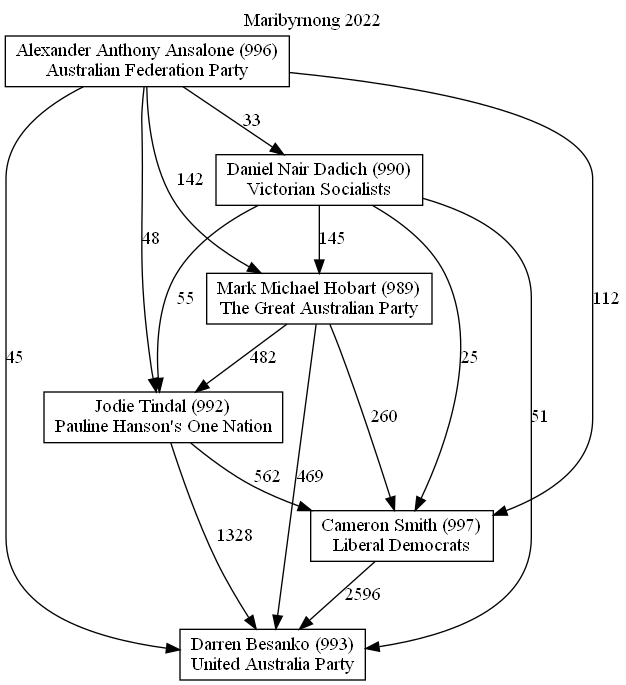 Maribyrnong 2022
Alexander Anthony Ansalone (996)
Australian Federation Party
33
Daniel Nair Dadich (990)
Victorian Socialists
142
48
145
Mark Michael Hobart (989)
The Great Australian Party
55
112
45
482
25
260
51
Jodie Tindal (992)
Pauline Hanson's One Nation
562
469
Cameron Smith (997)
Liberal Democrats
1328
2596
Darren Besanko (993)
United Australia Party